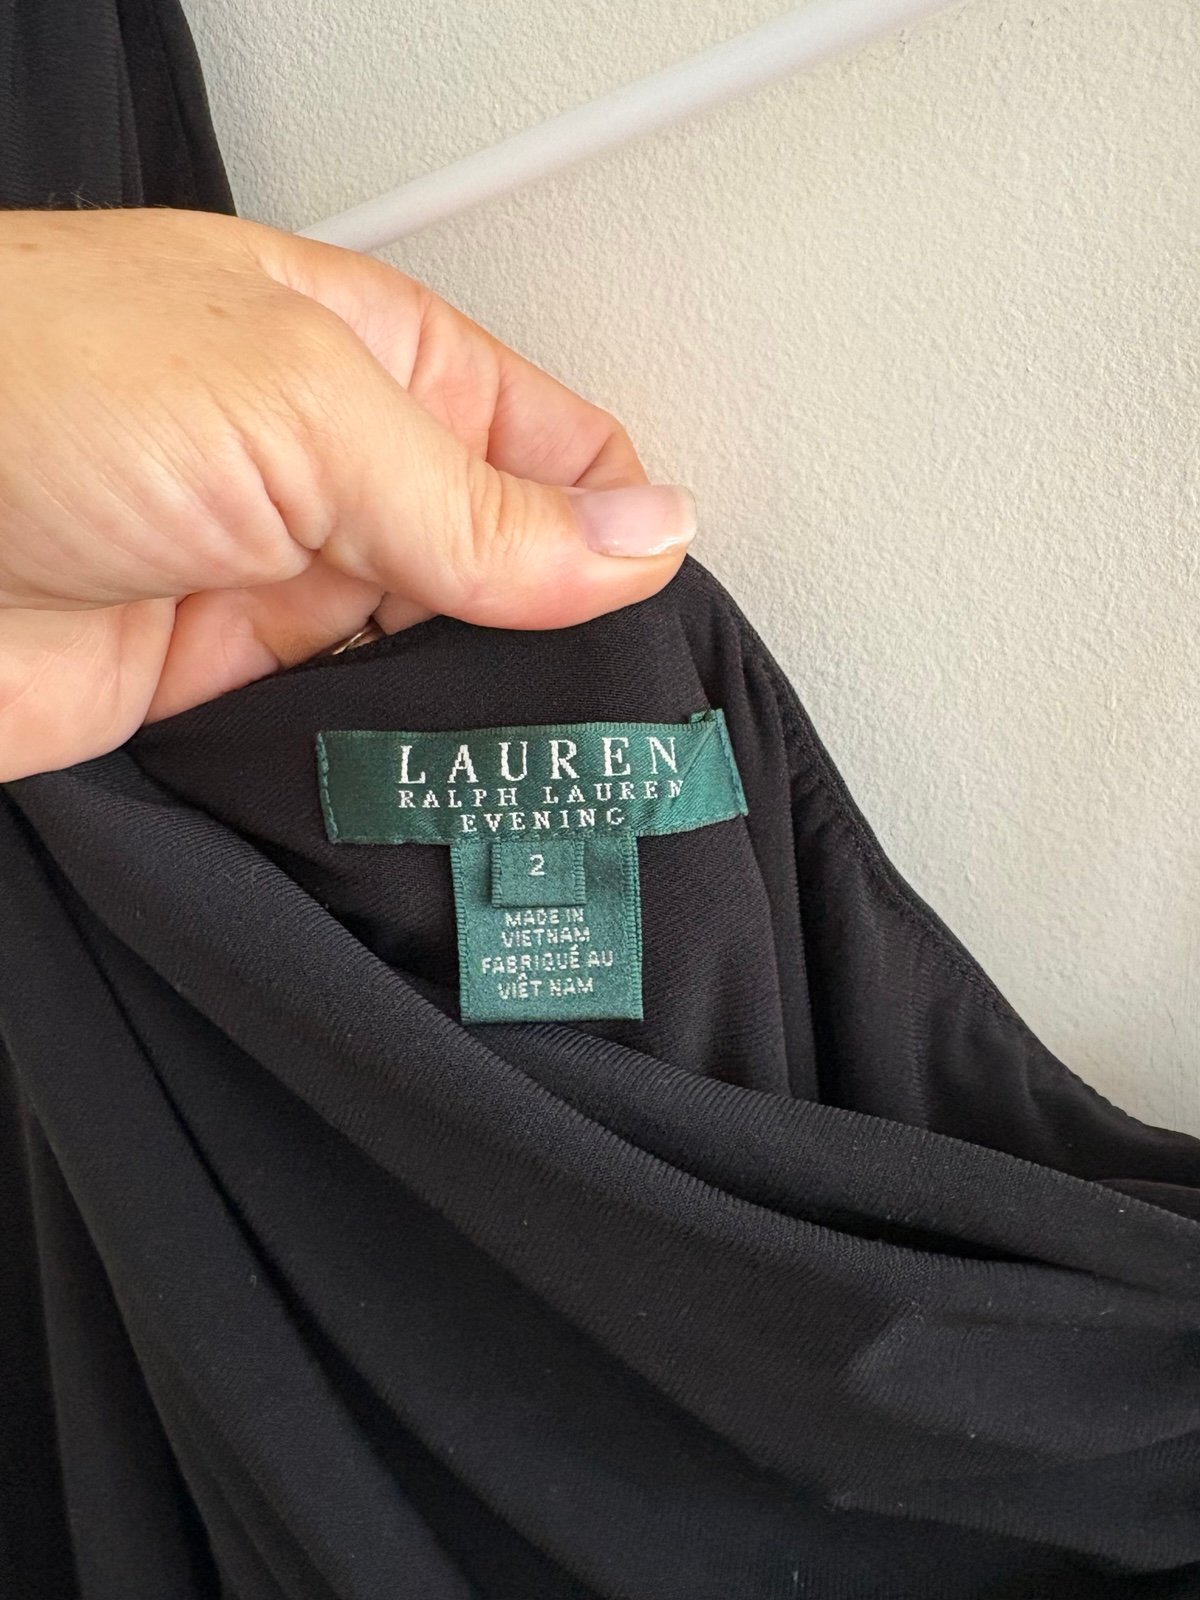 LAUREN
RALPH LAUREN
EVENING
2
MADE IN
VIETNAM
FABRIQUÉ AU
VIÊT NAM